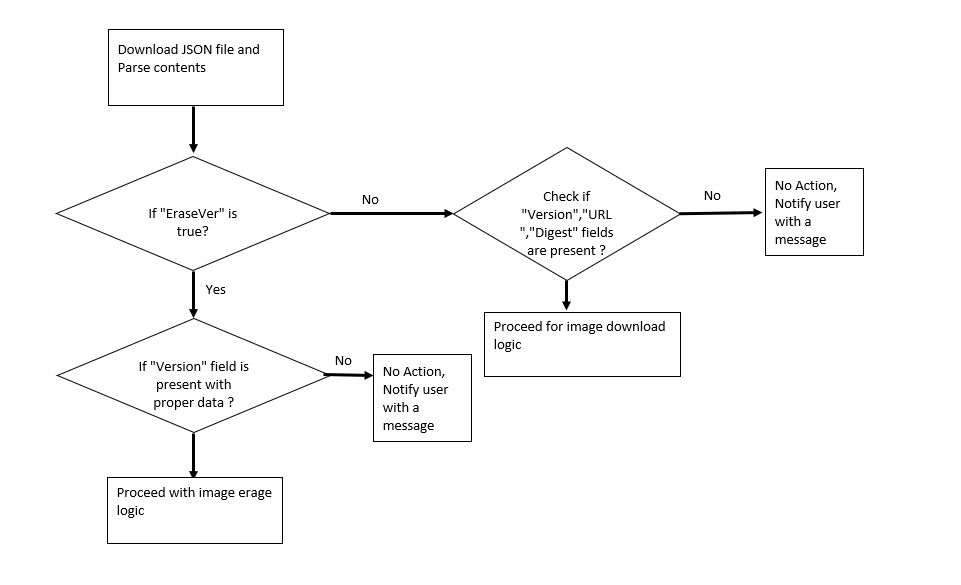 Download JSON file and
Parse contents
If "EraseVer" is
true?
No
Check if
"Version","URL
","Digest" fields
are present ?
No
No Action,
Notify user
with a
message
Yes
Proceed for image download
logic
If "Version" field is
present with
proper data ?
No
No Action,
Notify user
with a
message
Proceed with image erage
logic